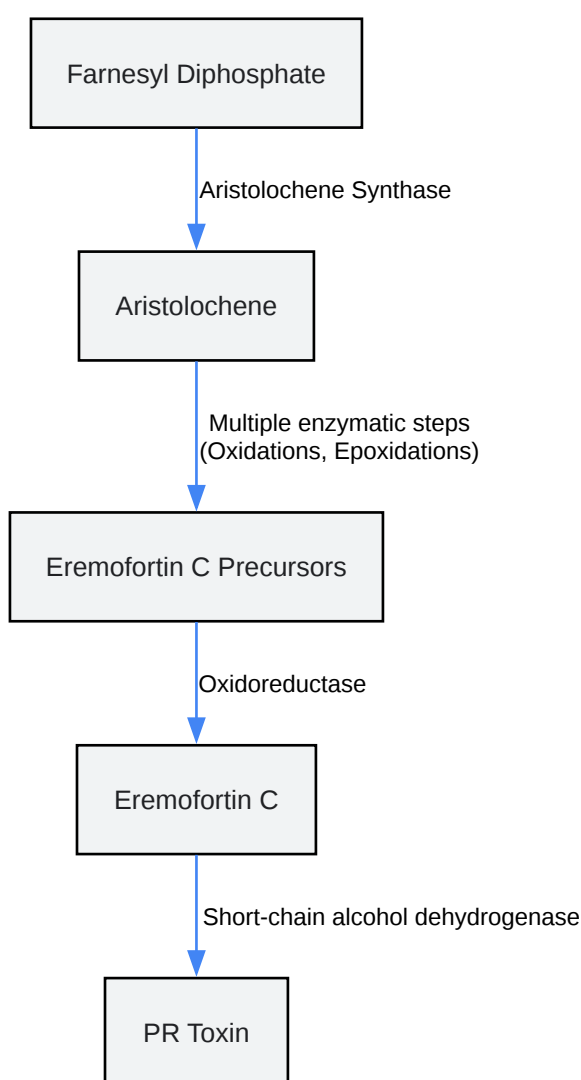 Farnesyl Diphosphate
Aristolochene Synthase
Aristolochene
Multiple enzymatic steps
(Oxidations, Epoxidations)
Eremofortin C Precursors
Oxidoreductase
Eremofortin C
Short-chain alcohol dehydrogenase
PR Toxin